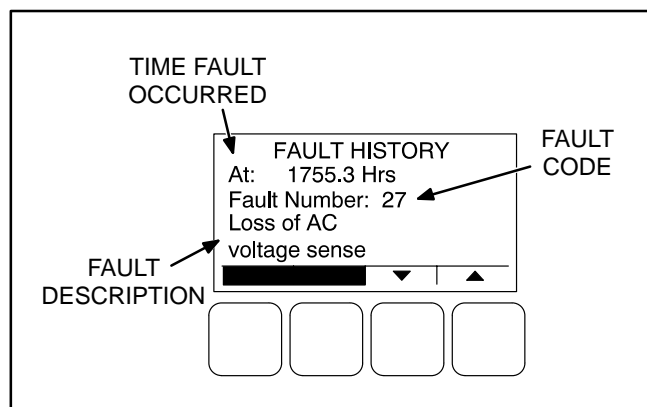 TIME FAULT
OCCURRED
FAULT HISTORY
At: 1755.3 Hrs
Fault Number: 27
Loss of AC
voltage sense
FAULT
CODE
FAULT
DESCRIPTION